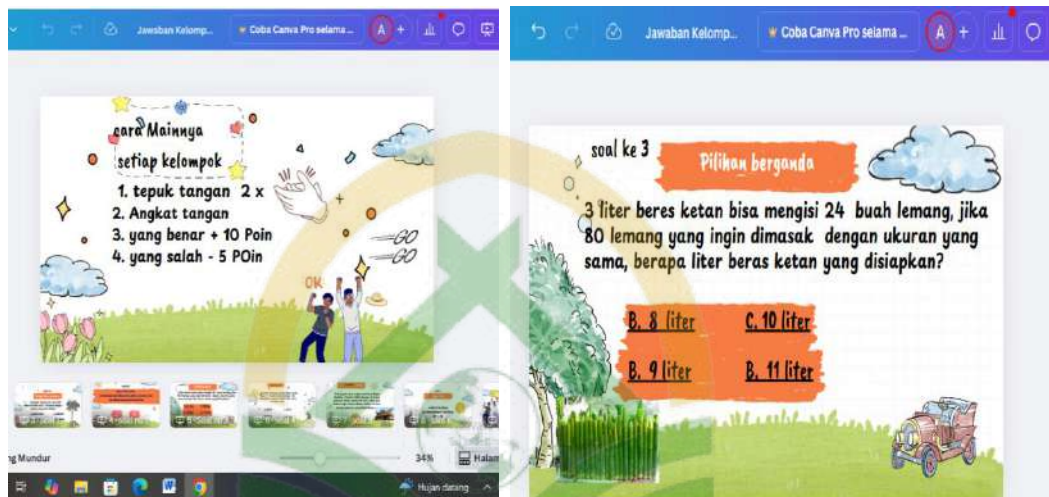 Jawaban Kelomp...
Coba Canva Pro selama ...
A
+
cara Mainnya
setiap kelompok
1. tepuk tangan 2 x
2. Angkat tangan
3. yang benar + 10 Poin
4. yang salah - 5 POin
GO
GO
OK
ng Mundur
34%
Halam
Hujan datang
Jawaban Kelomp...
Coba Canva Pro selama ...
A
+
soal ke 3
Pilihan berganda
3 liter beres ketan bisa mengisi 24 buah lemang, jika
80 lemang yang ingin dimasak dengan ukuran yang
sama, berapa liter beras ketan yang disiapkan?
B. 8 liter
C. 10 liter
B. 9 liter
B. 11 liter